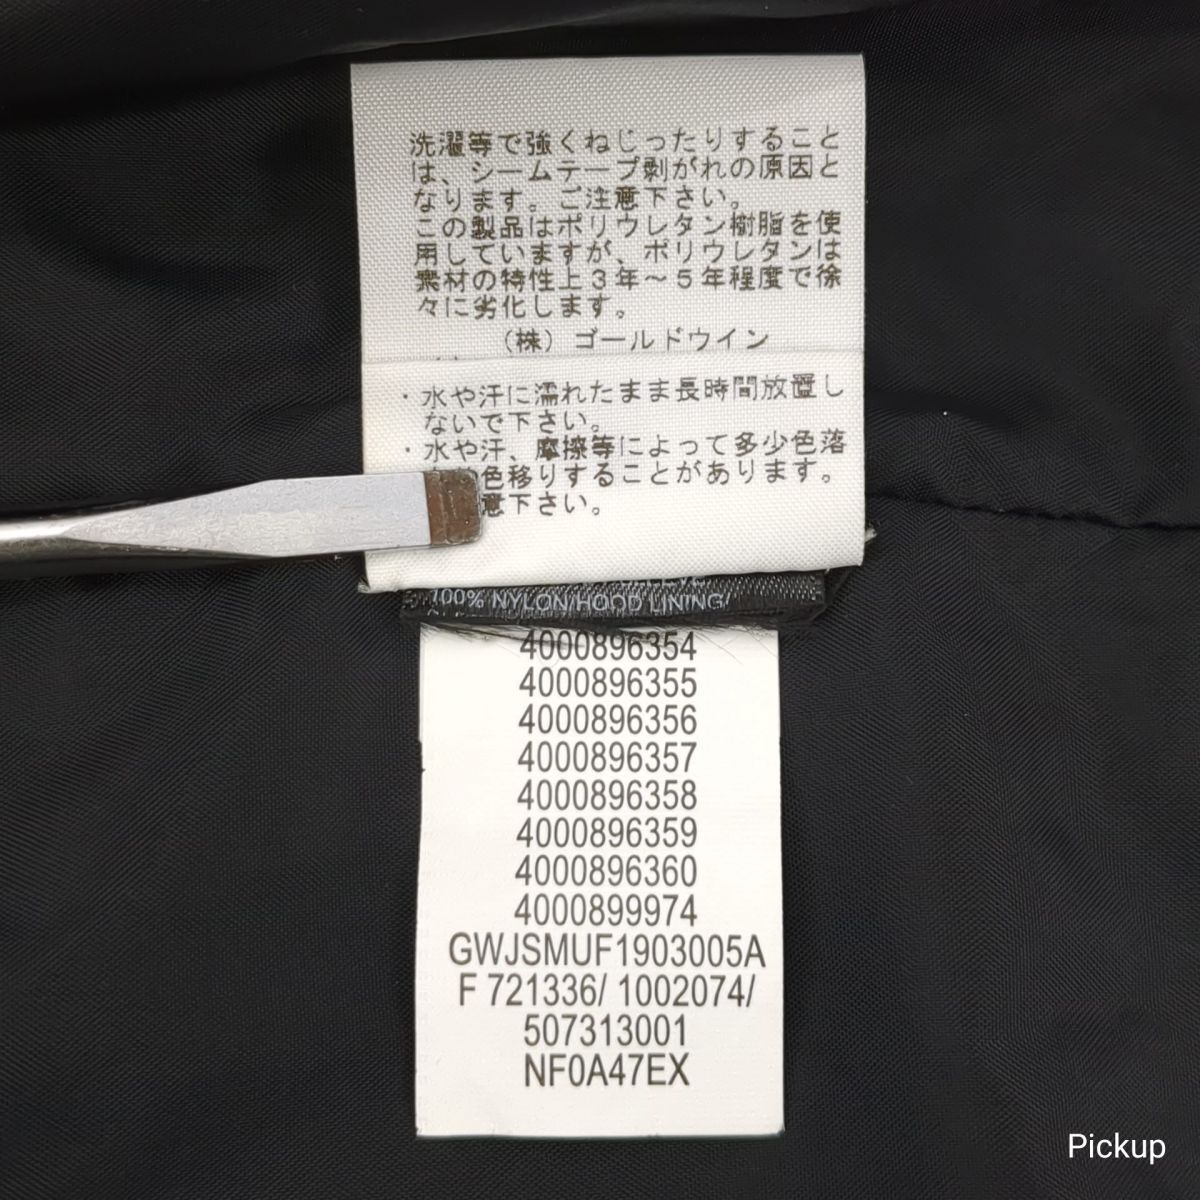 洗濯等で強くねじったりすること
は、シームテープ剥がれの原因と
なります。ご注意下さい。
この製品はポリウレタン樹脂を使
用していますが、ポリウレタンは
素材の特性上3年～5年程度で徐
々に劣化します。
（株）ゴールドウイン
・水や汗に濡れたまま長時間放置し
ないで下さい。
・水や汗、摩擦等によって多少色落
色移りすることがあります。
意下さい。
100% NYLON/HOOD LINING/
4000896354
4000896355
4000896356
4000896357
4000896358
4000896359
4000896360
4000899974
GWJSMUF1903005A
F 721336/ 1002074/
507313001
NF0A47EX
Pickup